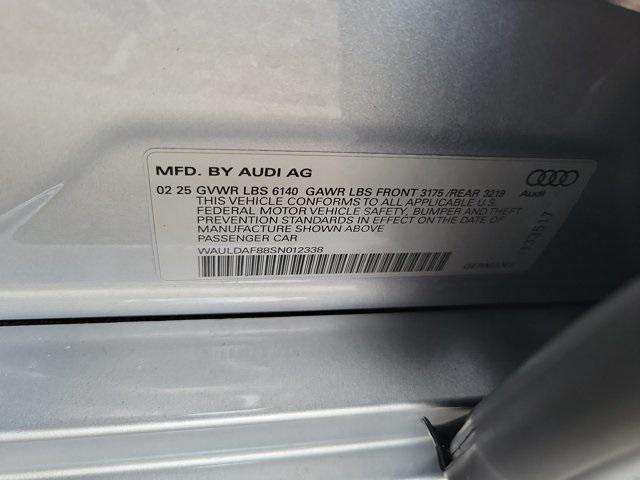 MFD. BY AUDI AG
02 25 GVWR LBS 6140 GAWR LBS FRONT 3175 /REAR 3219
THIS VEHICLE CONFORMS TO ALL APPLICABLE U.S.
FEDERAL MOTOR VEHICLE SAFETY, BUMPER AND THEFT
PREVENTION STANDARDS IN EFFECT ON THE DATE OF
MANUFACTURE SHOWN ABOVE
PASSENGER CAR
WAULDAF88SN012338
GERMANY
Audi